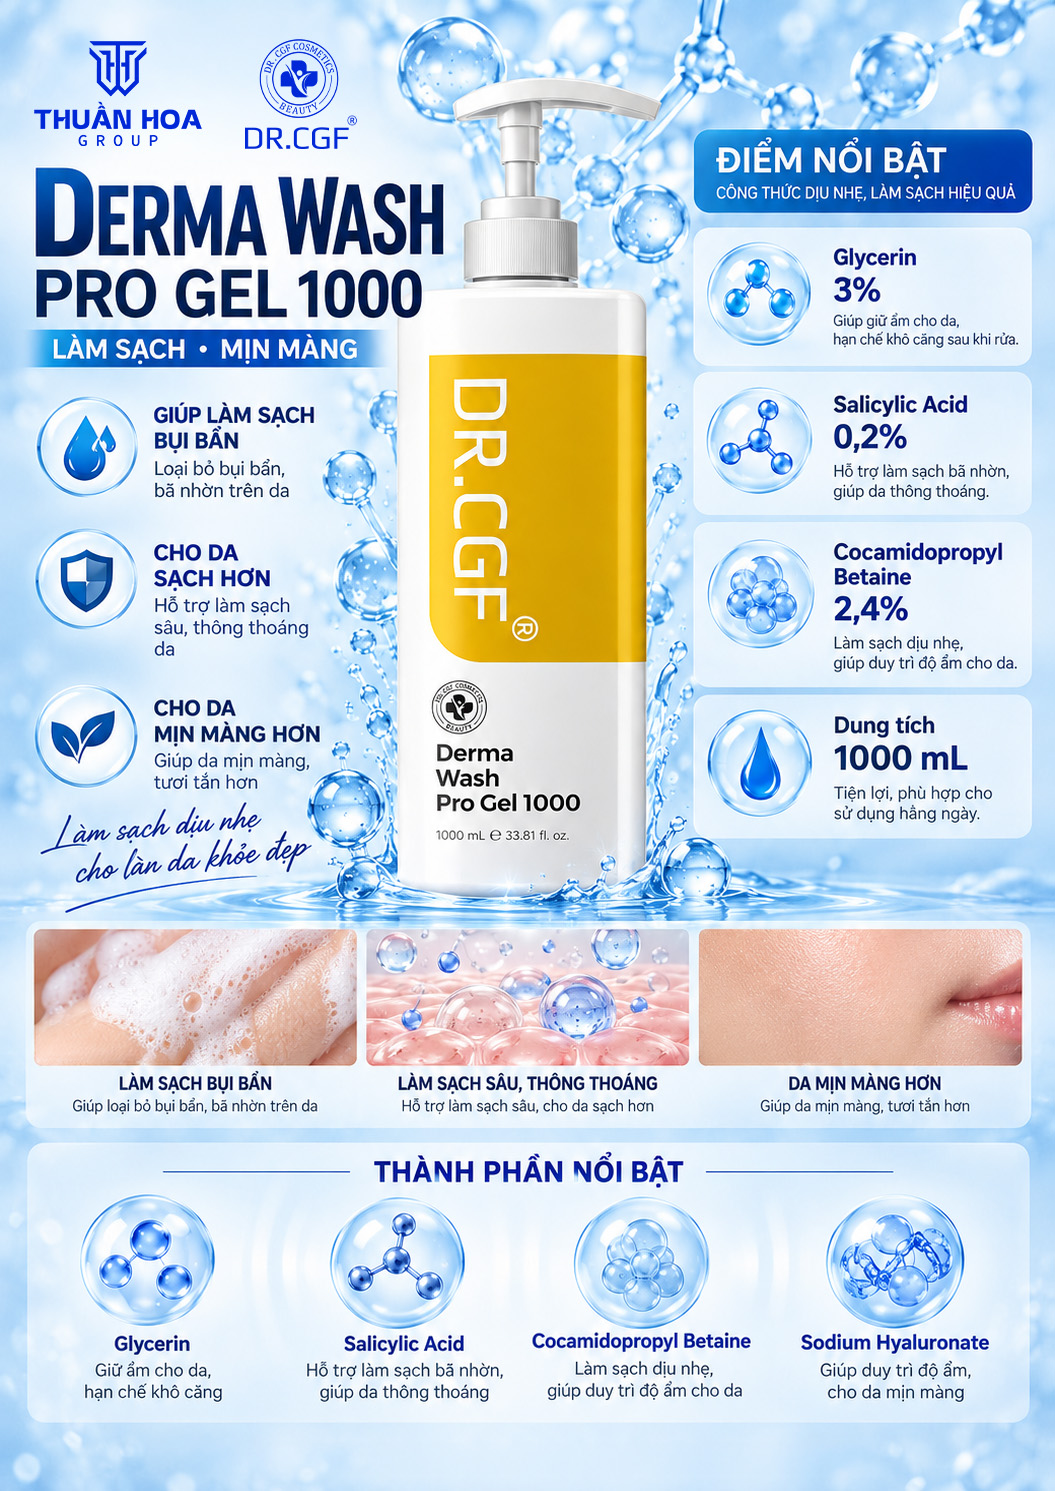 THUẦN HOA
GROUP
DR. CGF COSMETICS
BEAUTY
DR.CGF®
DERMA WASH
PRO GEL 1000
LÀM SẠCH • MỊN MÀNG
GIÚP LÀM SẠCH
BỤI BẨN
Loại bỏ bụi bẩn,
bã nhờn trên da
CHO DA
SẠCH HƠN
Hỗ trợ làm sạch
sâu, thông thoáng
da
CHO DA
MỊN MÀNG HƠN
Giúp da mịn màng,
tươi tắn hơn
Làm sạch dịu nhẹ
cho làn da khỏe đẹp
DR.CGF®
DR. CGF COSMETICS
BEAUTY
Derma
Wash
Pro Gel 1000
1000 mL ℮ 33.81 fl. oz.
ĐIỂM NỔI BẬT
CÔNG THỨC DỊU NHẸ, LÀM SẠCH HIỆU QUẢ
Glycerin
3%
Giúp giữ ẩm cho da,
hạn chế khô căng sau khi rửa.
Salicylic Acid
0,2%
Hỗ trợ làm sạch bã nhờn,
giúp da thông thoáng.
Cocamidopropyl
Betaine
2,4%
Làm sạch dịu nhẹ,
giúp duy trì độ ẩm cho da.
Dung tích
1000 mL
Tiện lợi, phù hợp cho
sử dụng hằng ngày.
LÀM SẠCH BỤI BẨN
Giúp loại bỏ bụi bẩn, bã nhờn trên da
LÀM SẠCH SÂU, THÔNG THOÁNG
Hỗ trợ làm sạch sâu, cho da sạch hơn
DA MỊN MÀNG HƠN
Giúp da mịn màng, tươi tắn hơn
THÀNH PHẦN NỔI BẬT
Glycerin
Giữ ẩm cho da,
hạn chế khô căng
Salicylic Acid
Hỗ trợ làm sạch bã nhờn,
giúp da thông thoáng
Cocamidopropyl Betaine
Làm sạch dịu nhẹ,
giúp duy trì độ ẩm cho da
Sodium Hyaluronate
Giúp duy trì độ ẩm,
cho da mịn màng